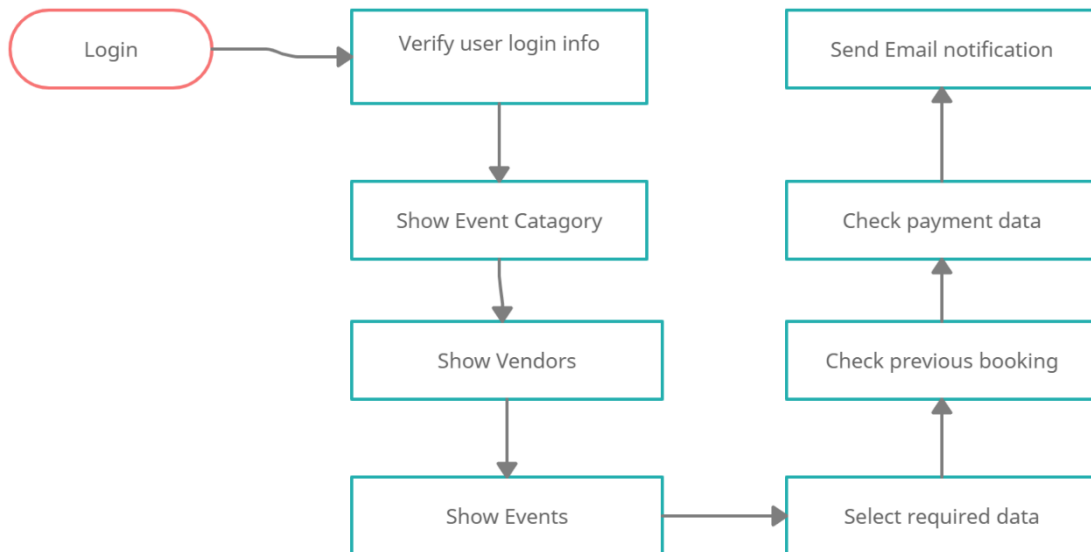 Login
Verify user login info
Show Event Catagory
Show Vendors
Show Events
Select required data
Check previous booking
Check payment data
Send Email notification